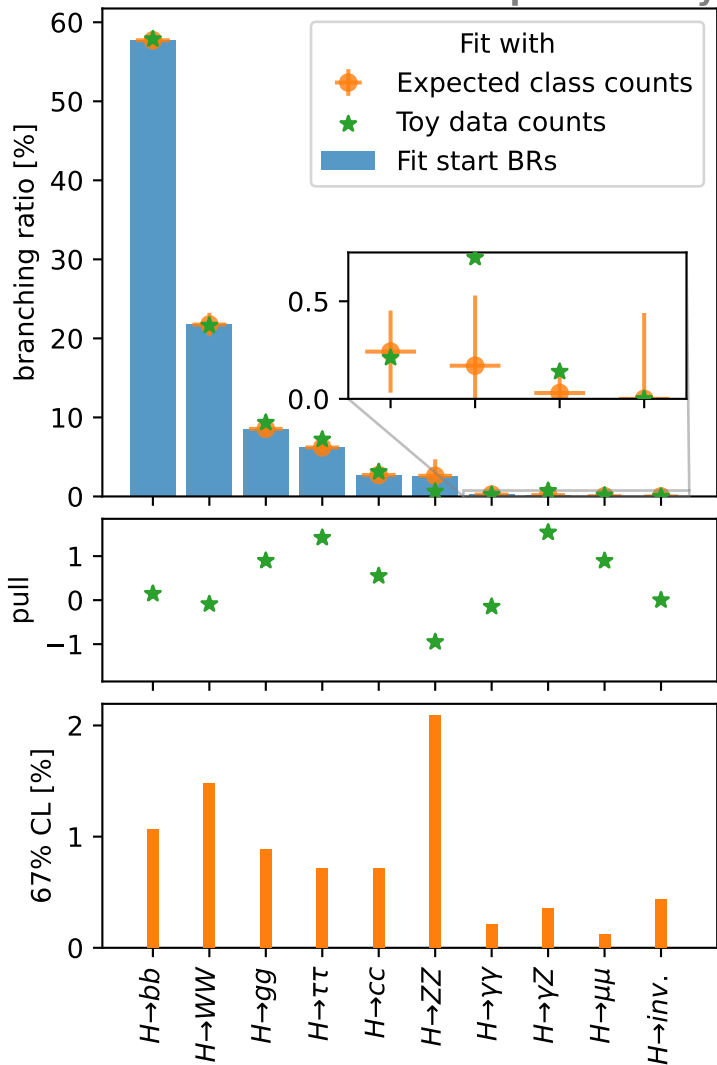 60
50
40
30
20
10
0
branching ratio [%]
Fit with
Expected class counts
Toy data counts
Fit start BRs
0.5
0.0
1
0
−1
pull
2
1
0
67% CL [%]
H→bb
H→WW
H→gg
H→ττ
H→cc
H→ZZ
H→γγ
H→γZ
H→μμ
H→inv.